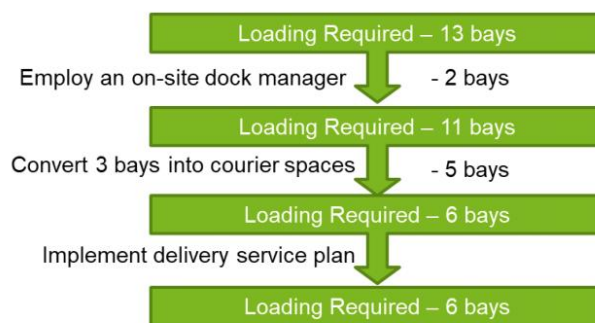 Loading Required – 13 bays
Employ an on-site dock manager - 2 bays
Loading Required – 11 bays
Convert 3 bays into courier spaces - 5 bays
Loading Required – 6 bays
Implement delivery service plan
Loading Required – 6 bays